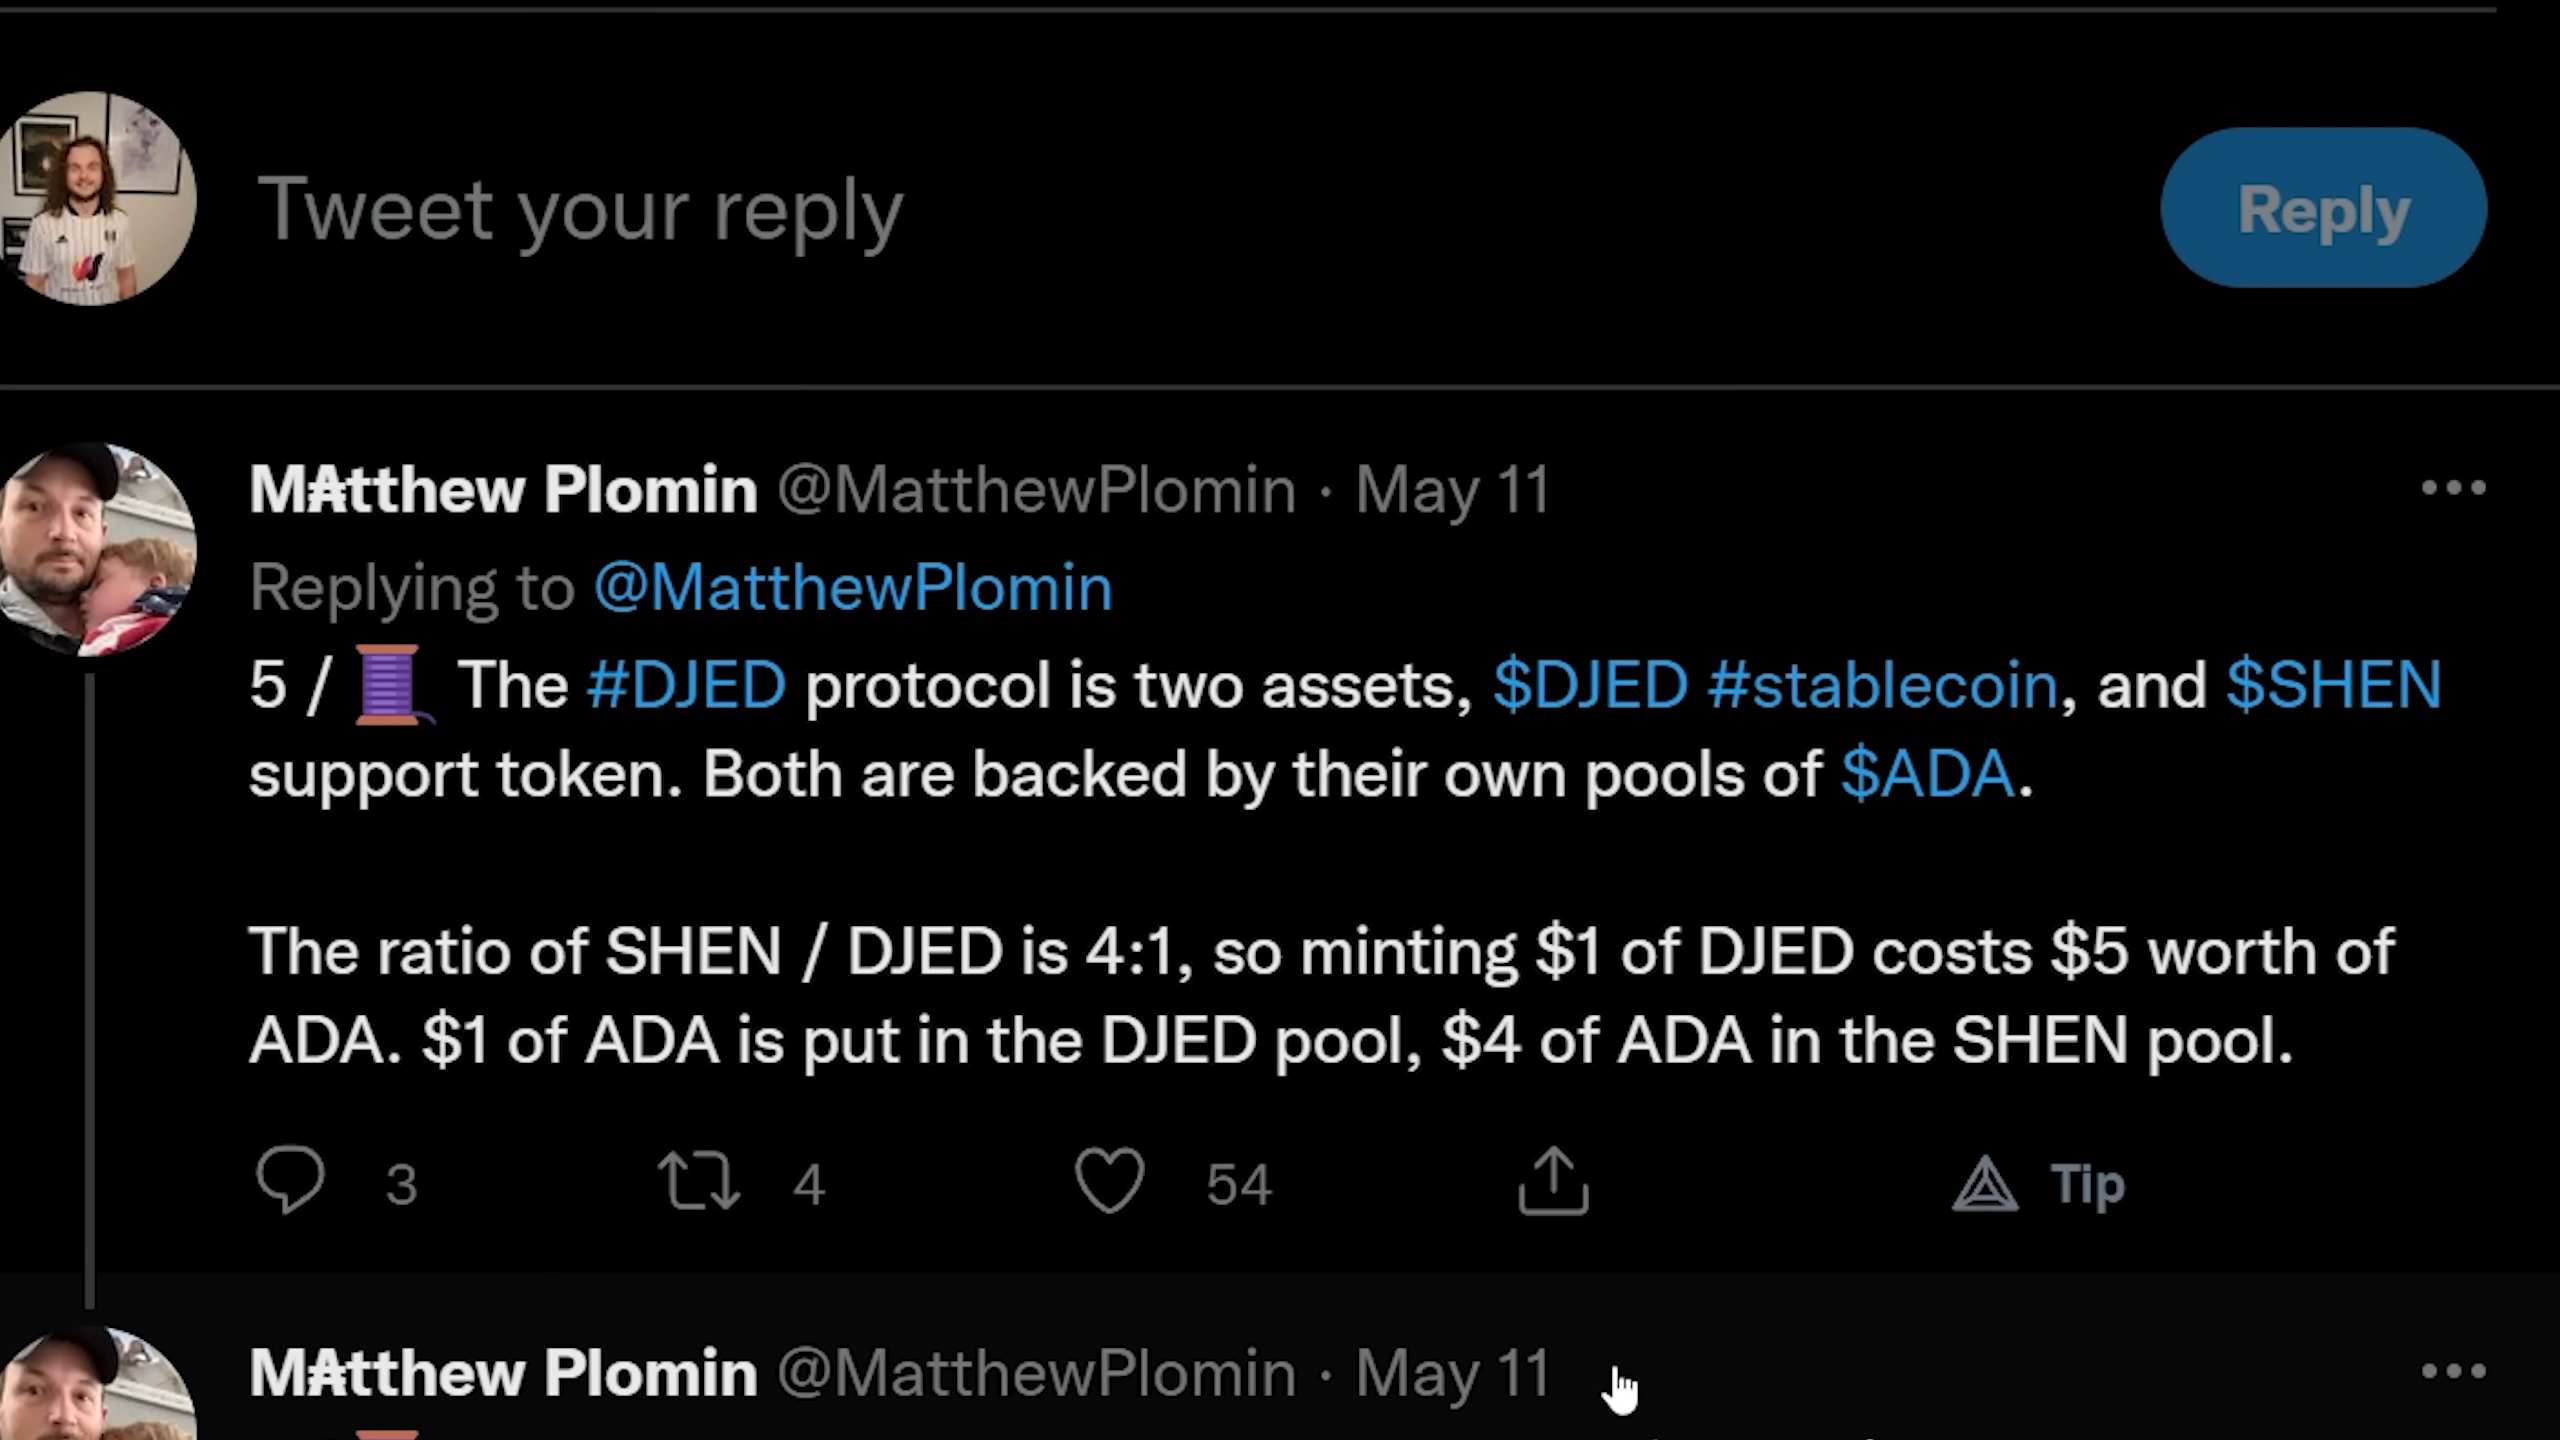 Tweet your reply
Reply
M₳tthew Plomin @MatthewPlomin · May 11
Replying to @MatthewPlomin
5 / 🧵 The #DJED protocol is two assets, $DJED #stablecoin, and $SHEN
support token. Both are backed by their own pools of $ADA.
The ratio of SHEN / DJED is 4:1, so minting $1 of DJED costs $5 worth of
ADA. $1 of ADA is put in the DJED pool, $4 of ADA in the SHEN pool.
3 4 54 Tip
M₳tthew Plomin @MatthewPlomin · May 11